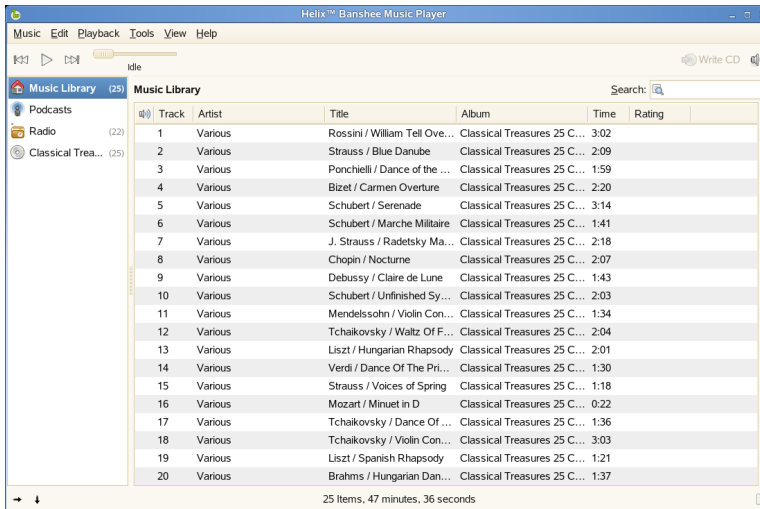 Helix™ Banshee Music Player
Music Edit Playback Tools View Help
Idle
Write CD
Music Library (25)
Podcasts
Radio (22)
Classical Trea... (25)
Music Library
Search:
Track Artist Title Album Time Rating
1 Various Rossini / William Tell Ove... Classical Treasures 25 C... 3:02
2 Various Strauss / Blue Danube Classical Treasures 25 C... 2:09
3 Various Ponchielli / Dance of the ... Classical Treasures 25 C... 1:59
4 Various Bizet / Carmen Overture Classical Treasures 25 C... 2:20
5 Various Schubert / Serenade Classical Treasures 25 C... 3:14
6 Various Schubert / Marche Militaire Classical Treasures 25 C... 1:41
7 Various J. Strauss / Radetsky Ma... Classical Treasures 25 C... 2:18
8 Various Chopin / Nocturne Classical Treasures 25 C... 2:07
9 Various Debussy / Claire de Lune Classical Treasures 25 C... 1:43
10 Various Schubert / Unfinished Sy... Classical Treasures 25 C... 2:03
11 Various Mendelssohn / Violin Con... Classical Treasures 25 C... 1:34
12 Various Tchaikovsky / Waltz Of F... Classical Treasures 25 C... 2:04
13 Various Liszt / Hungarian Rhapsody Classical Treasures 25 C... 2:01
14 Various Verdi / Dance Of The Pri... Classical Treasures 25 C... 1:30
15 Various Strauss / Voices of Spring Classical Treasures 25 C... 1:18
16 Various Mozart / Minuet in D Classical Treasures 25 C... 0:22
17 Various Tchaikovsky / Dance Of ... Classical Treasures 25 C... 1:36
18 Various Tchaikovsky / Violin Con... Classical Treasures 25 C... 3:03
19 Various Liszt / Spanish Rhapsody Classical Treasures 25 C... 1:21
20 Various Brahms / Hungarian Dan... Classical Treasures 25 C... 1:37
25 Items, 47 minutes, 36 seconds